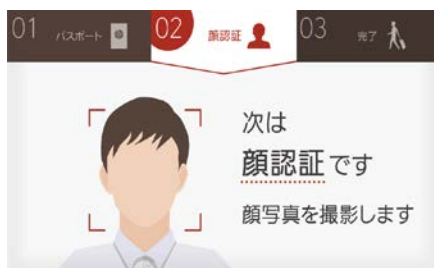 01 パスポート
02 顔認証
03 完了
次は
顔認証です
顔写真を撮影します